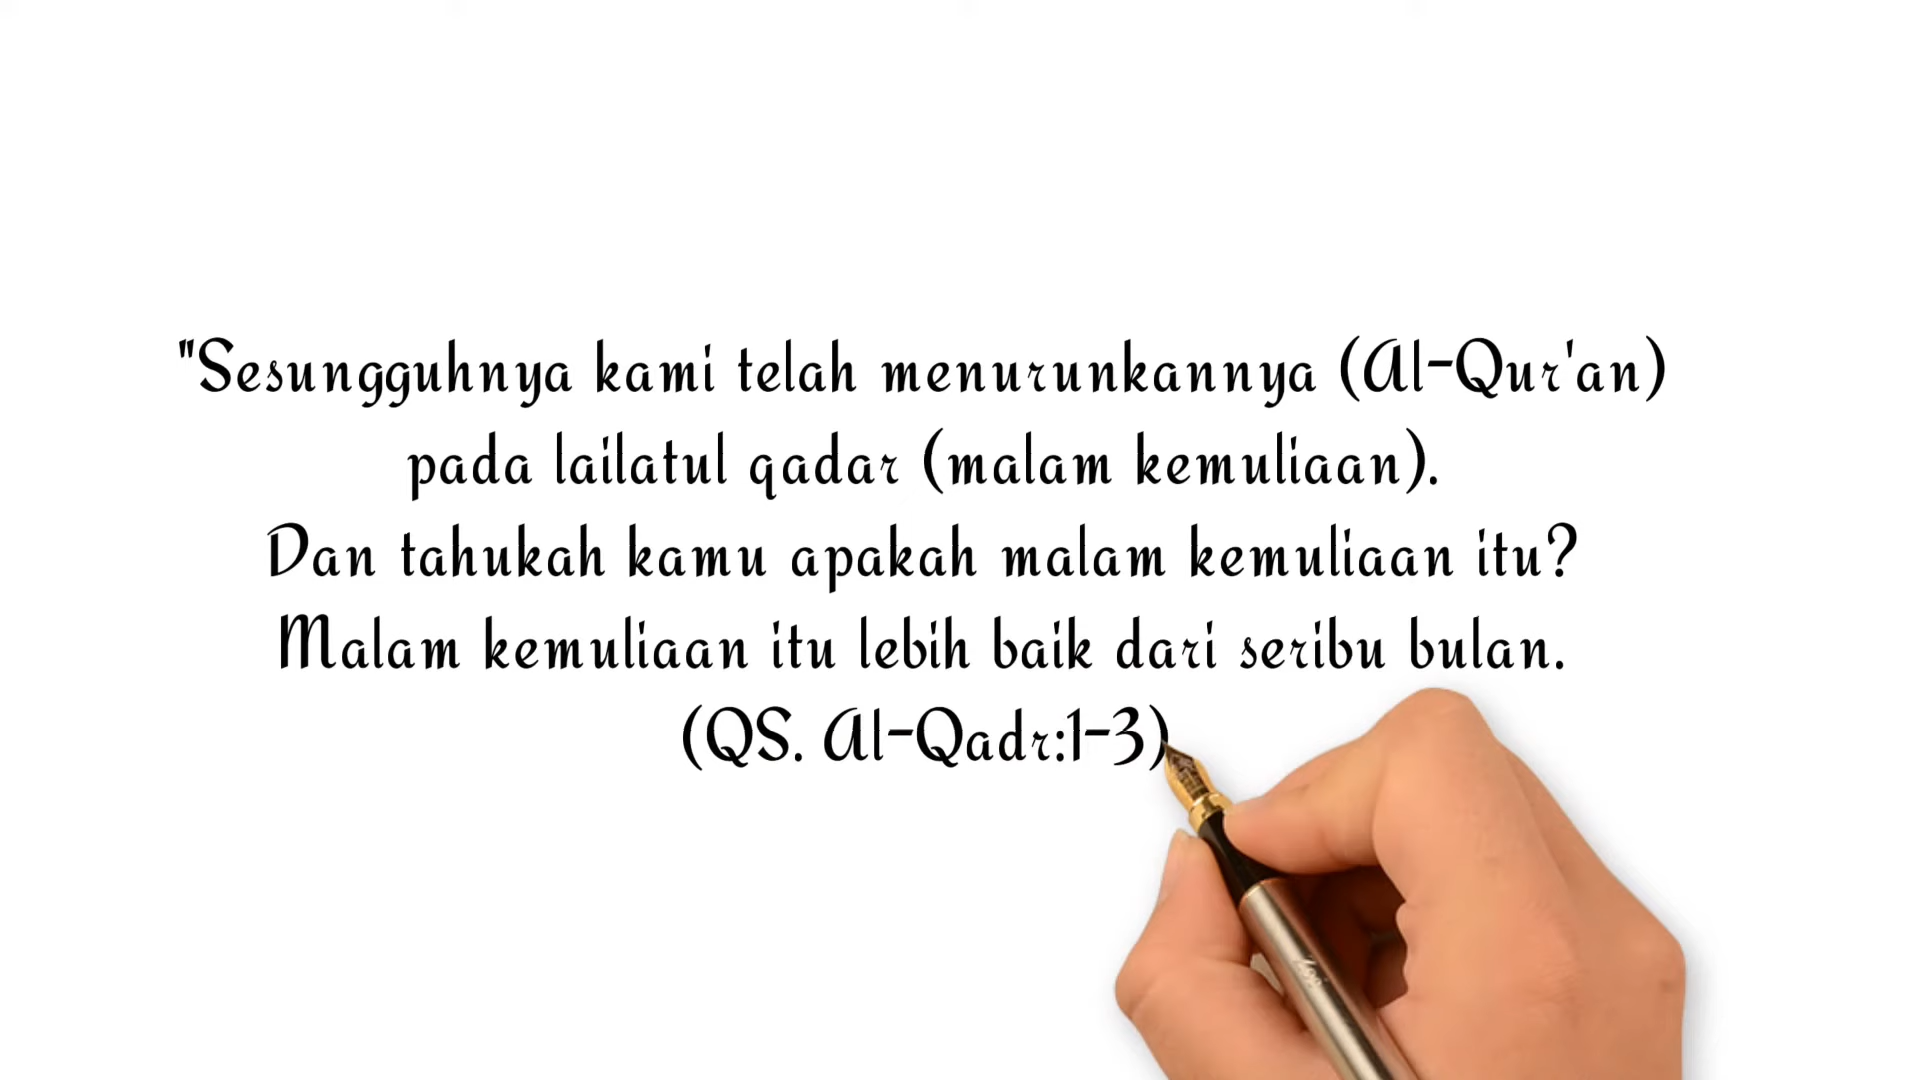 "Sesungguhnya kami telah menurunkannya (Al-Qur'an)
pada lailatul qadar (malam kemuliaan).
Dan tahukah kamu apakah malam kemuliaan itu?
Malam kemuliaan itu lebih baik dari seribu bulan.
(QS. Al-Qadr:1-3)